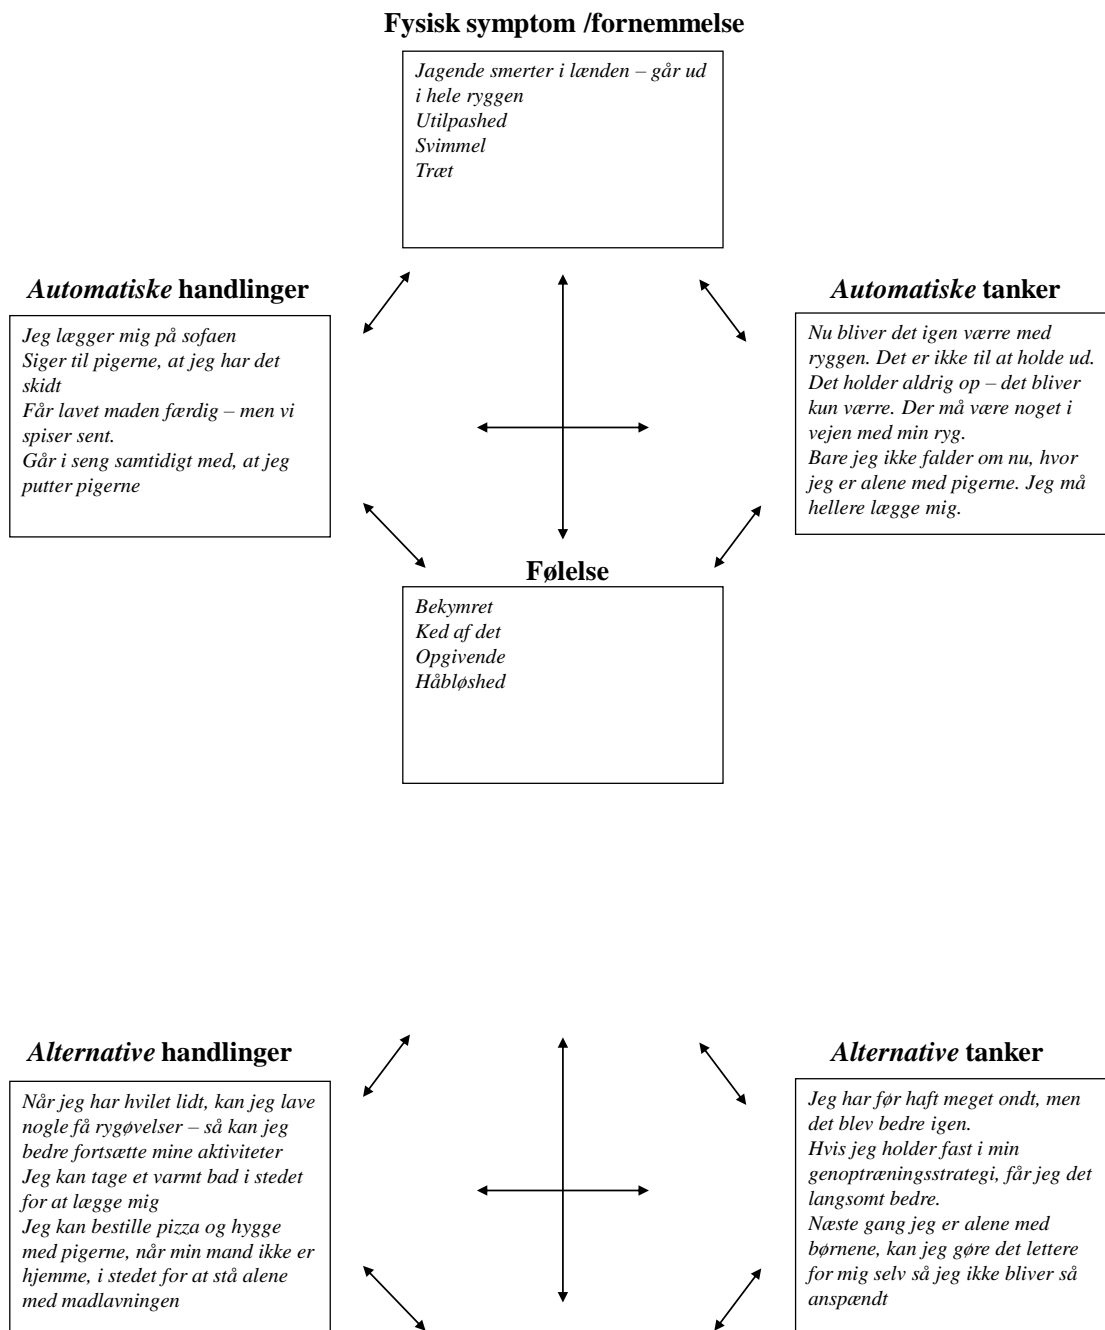 Fysisk symptom /fornemmelse
Jagende smerter i lænden – går ud
i hele ryggen
Utilpashed
Svimmel
Træt
Automatiske handlinger
Jeg lægger mig på sofaen
Siger til pigerne, at jeg har det
skidt
Får lavet maden færdig – men vi
spiser sent.
Går i seng samtidigt med, at jeg
putter pigerne
Automatiske tanker
Nu bliver det igen værre med
ryggen. Det er ikke til at holde ud.
Det holder aldrig op – det bliver
kun værre. Der må være noget i
vejen med min ryg.
Bare jeg ikke falder om nu, hvor
jeg er alene med pigerne. Jeg må
hellere lægge mig.
Følelse
Bekymret
Ked af det
Opgivende
Håbløshed
Alternative handlinger
Når jeg har hvilet lidt, kan jeg lave
nogle få rygøvelser – så kan jeg
bedre fortsætte mine aktiviteter
Jeg kan tage et varmt bad i stedet
for at lægge mig
Jeg kan bestille pizza og hygge
med pigerne, når min mand ikke er
hjemme, i stedet for at stå alene
med madlavningen
Alternative tanker
Jeg har før haft meget ondt, men
det blev bedre igen.
Hvis jeg holder fast i min
genoptræningsstrategi, får jeg det
langsomt bedre.
Næste gang jeg er alene med
børnene, kan jeg gøre det lettere
for mig selv så jeg ikke bliver så
anspændt